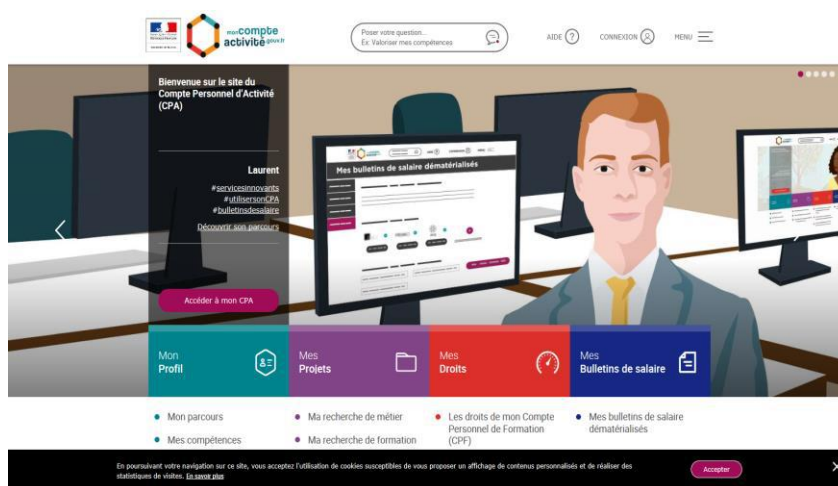 moncompte
activité.gouv.fr
Poser votre question...
Ex: Valoriser mes compétences
AIDE ?
CONNEXION
MENU
Bienvenue sur le site du
Compte Personnel d'Activité
(CPA)
Laurent
#servicesinnovants
#utilisersonCPA
#bulletinsdesalaire
Découvrir son parcours
Accéder à mon CPA
Mes bulletins de salaire dématérialisés
Mon
Profil
Mes
Projets
Mes
Droits
Mes
Bulletins de salaire
Mon parcours
Mes compétences
Ma recherche de métier
Ma recherche de formation
Les droits de mon Compte
Personnel de Formation
(CPF)
Mes bulletins de salaire
dématérialisés
En poursuivant votre navigation sur ce site, vous acceptez l'utilisation de cookies susceptibles de vous proposer un affichage de contenus personnalisés et de réaliser des
statistiques de visites. En savoir plus
Accepter